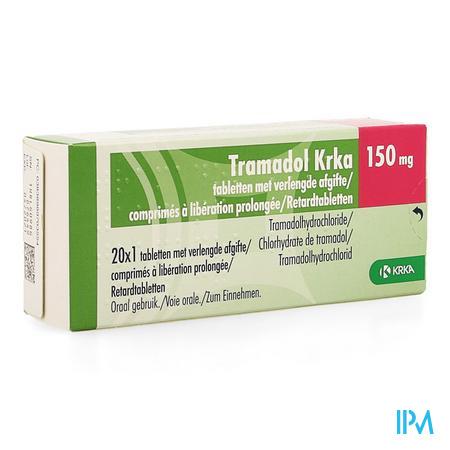 Tramadol Krka 150 mg
tabletten met verlengde afgifte/
comprimés à libération prolongée/Retardtabletten
Tramadolhydrochloride/
Chlorhydrate de tramadol/
Tramadolhydrochlorid
20x1 tabletten met verlengde afgifte/
comprimés à libération prolongée/
Retardtabletten
Oraal gebruik./Voie orale./Zum Einnehmen.
KRKA
IPM